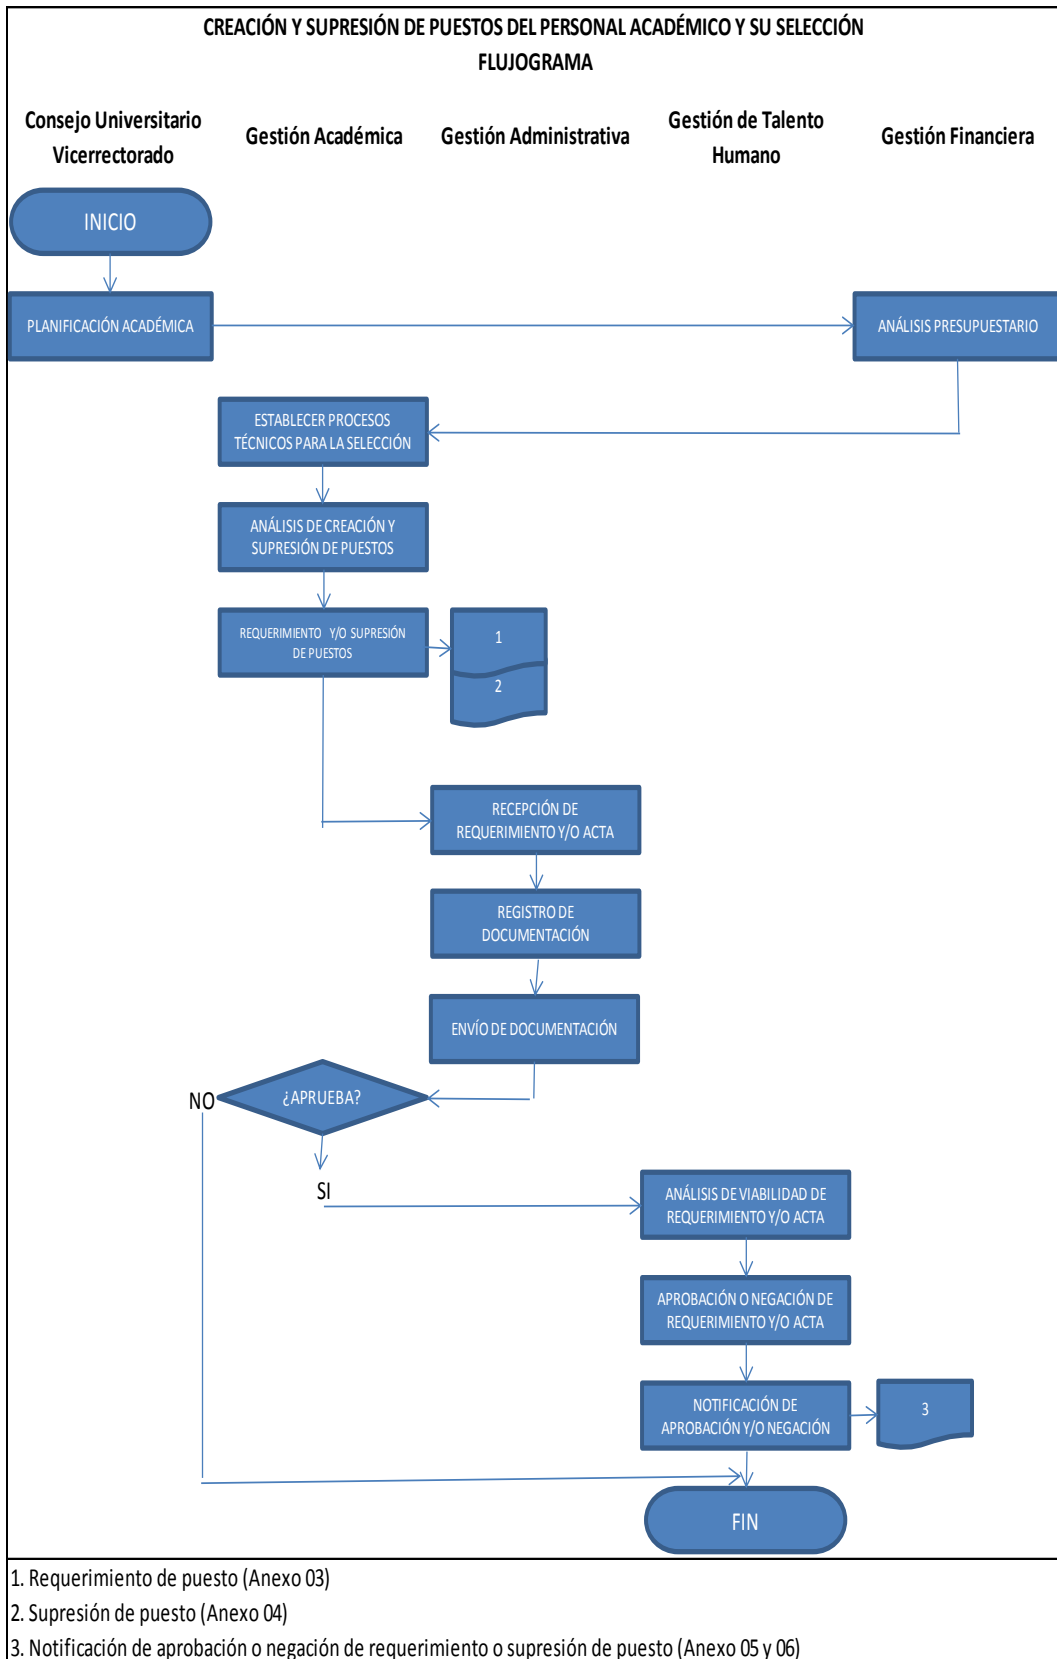 CREACIÓN Y SUPRESIÓN DE PUESTOS DEL PERSONAL ACADÉMICO Y SU SELECCIÓN
FLUJOGRAMA
Consejo Universitario
Vicerrectorado
Gestión Académica
Gestión Administrativa
Gestión de Talento
Humano
Gestión Financiera
INICIO
PLANIFICACIÓN ACADÉMICA
ANÁLISIS PRESUPUESTARIO
ESTABLECER PROCESOS
TÉCNICOS PARA LA SELECCIÓN
ANÁLISIS DE CREACIÓN Y
SUPRESIÓN DE PUESTOS
REQUERIMIENTO Y/O SUPRESIÓN
DE PUESTOS
1
2
RECEPCIÓN DE
REQUERIMIENTO Y/O ACTA
REGISTRO DE
DOCUMENTACIÓN
ENVÍO DE DOCUMENTACIÓN
NO
¿APRUEBA?
SI
ANÁLISIS DE VIABILIDAD DE
REQUERIMIENTO Y/O ACTA
APROBACIÓN O NEGACIÓN DE
REQUERIMIENTO Y/O ACTA
NOTIFICACIÓN DE
APROBACIÓN Y/O NEGACIÓN
3
FIN
1. Requerimiento de puesto (Anexo 03)
2. Supresión de puesto (Anexo 04)
3. Notificación de aprobación o negación de requerimiento o supresión de puesto (Anexo 05 y 06)